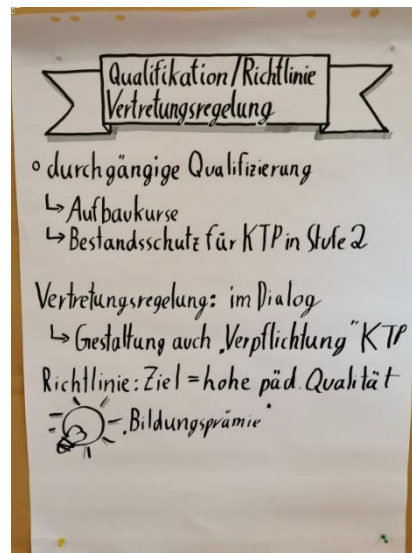 Qualifikation/Richtlinie
Vertretungsregelung
durchgängige Qualifizierung
↳ Aufbaukurse
↳ Bestandsschutz für KTP in Stufe 2
Vertretungsregelung: im Dialog
↳ Gestaltung auch „Verpflichtung" KTP
Richtlinie: Ziel = hohe päd. Qualität
„Bildungsprämie"